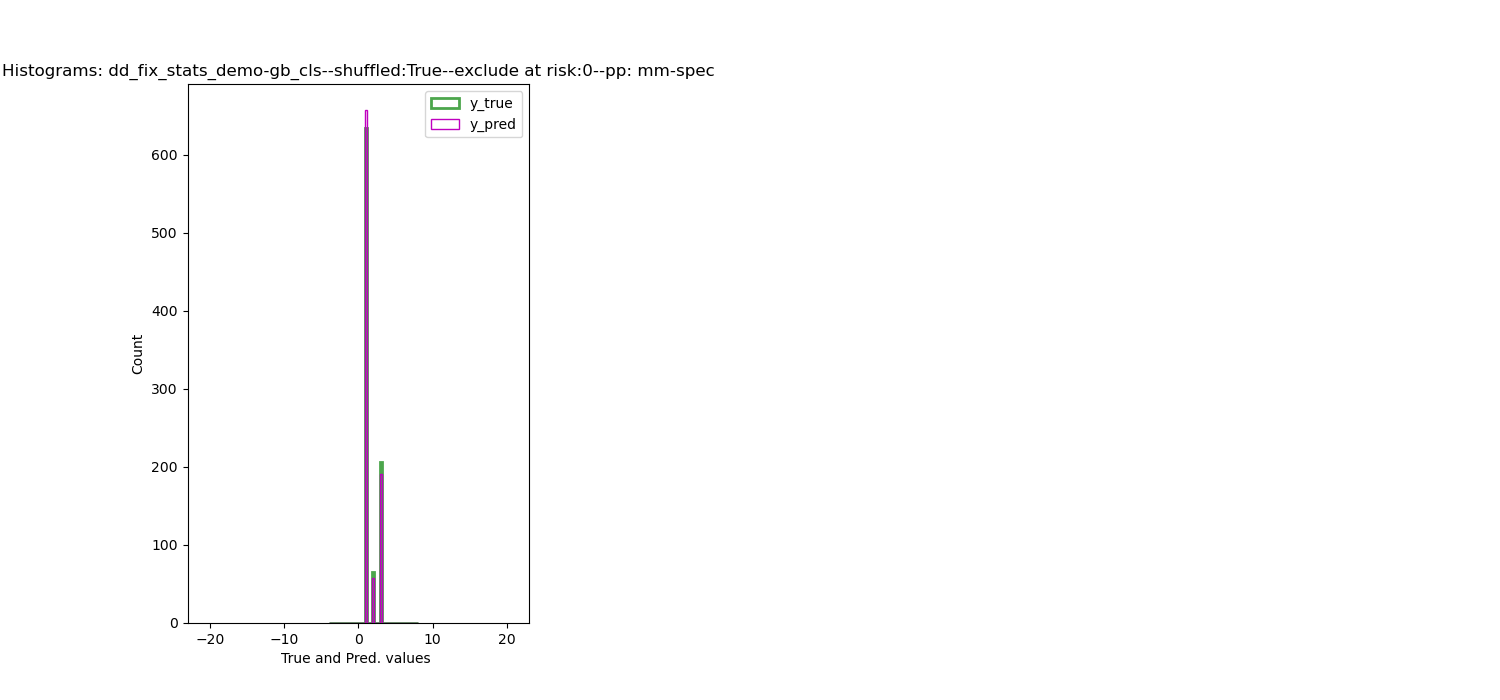 Histograms: dd_fix_stats_demo-gb_cls--shuffled:True--exclude at risk:0--pp: mm-spec
y_true
y_pred
600
500
400
300
200
100
0
Count
−20
−10
0
10
20
True and Pred. values